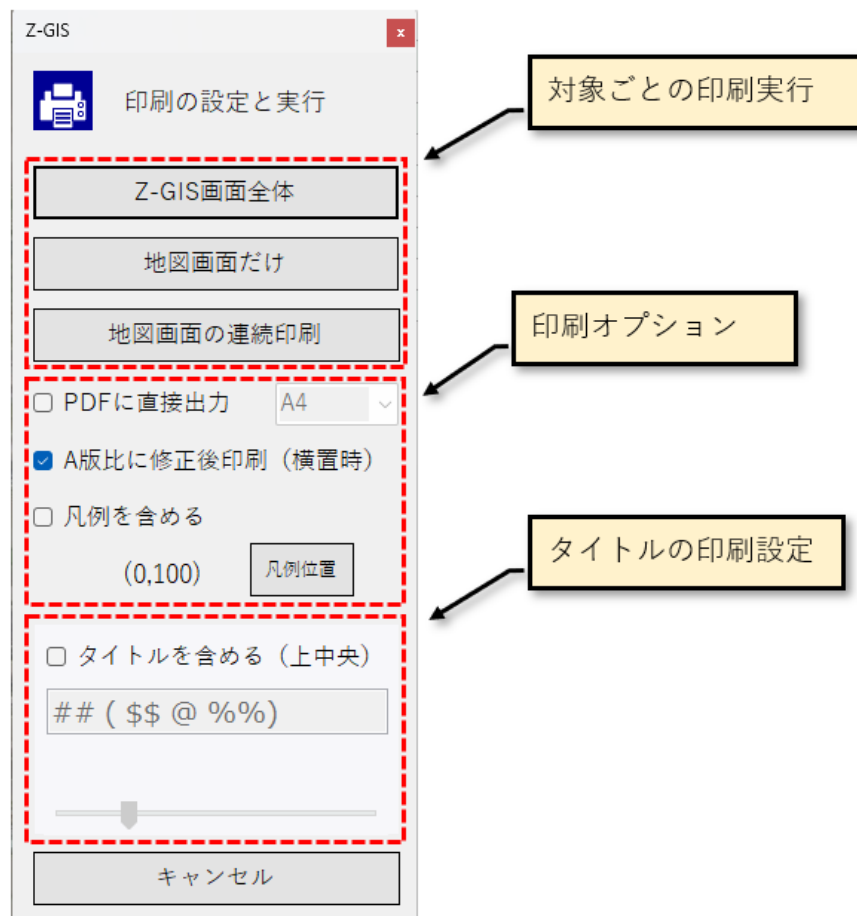 Z-GIS
x
印刷の設定と実行
対象ごとの印刷実行
Z-GIS画面全体
地図画面だけ
地図画面の連続印刷
印刷オプション
PDFに直接出力
A4
A版比に修正後印刷（横置時）
凡例を含める
(0,100)
凡例位置
タイトルの印刷設定
タイトルを含める（上中央）
## ( $$ @ %%)
キャンセル